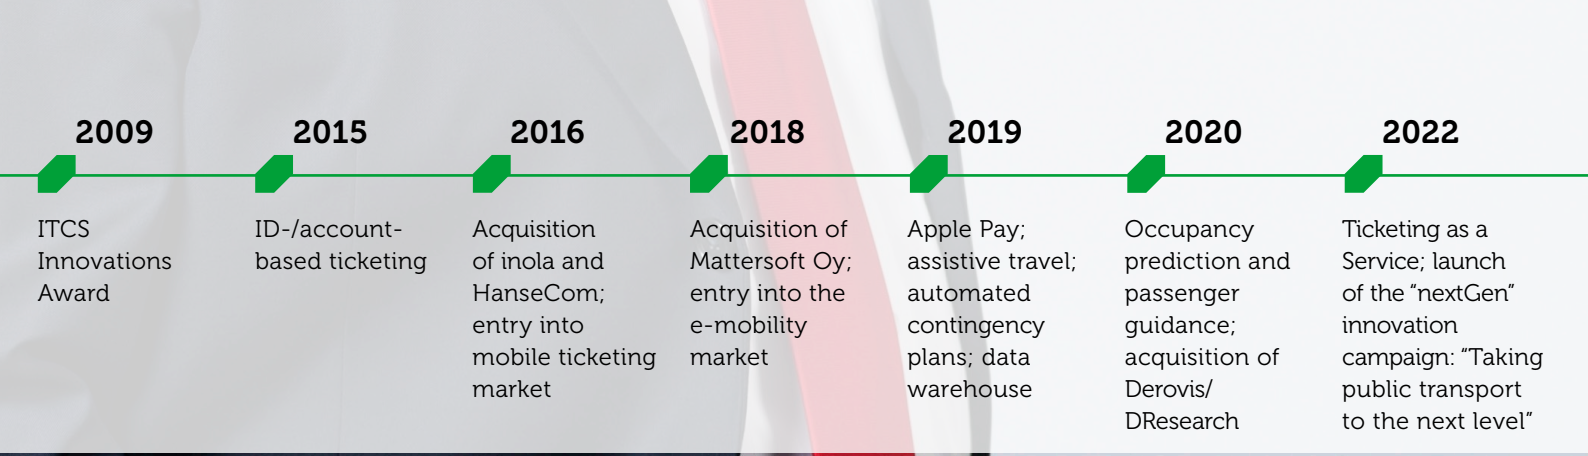 2009
ITCS
Innovations
Award
2015
ID-/account-
based ticketing
2016
Acquisition
of inola and
HanseCom;
entry into
mobile ticketing
market
2018
Acquisition of
Mattersoft Oy;
entry into the
e-mobility
market
2019
Apple Pay;
assistive travel;
automated
contingency
plans; data
warehouse
2020
Occupancy
prediction and
passenger
guidance;
acquisition of
Derovis/
DResearch
2022
Ticketing as a
Service; launch
of the “nextGen”
innovation
campaign: “Taking
public transport
to the next level”